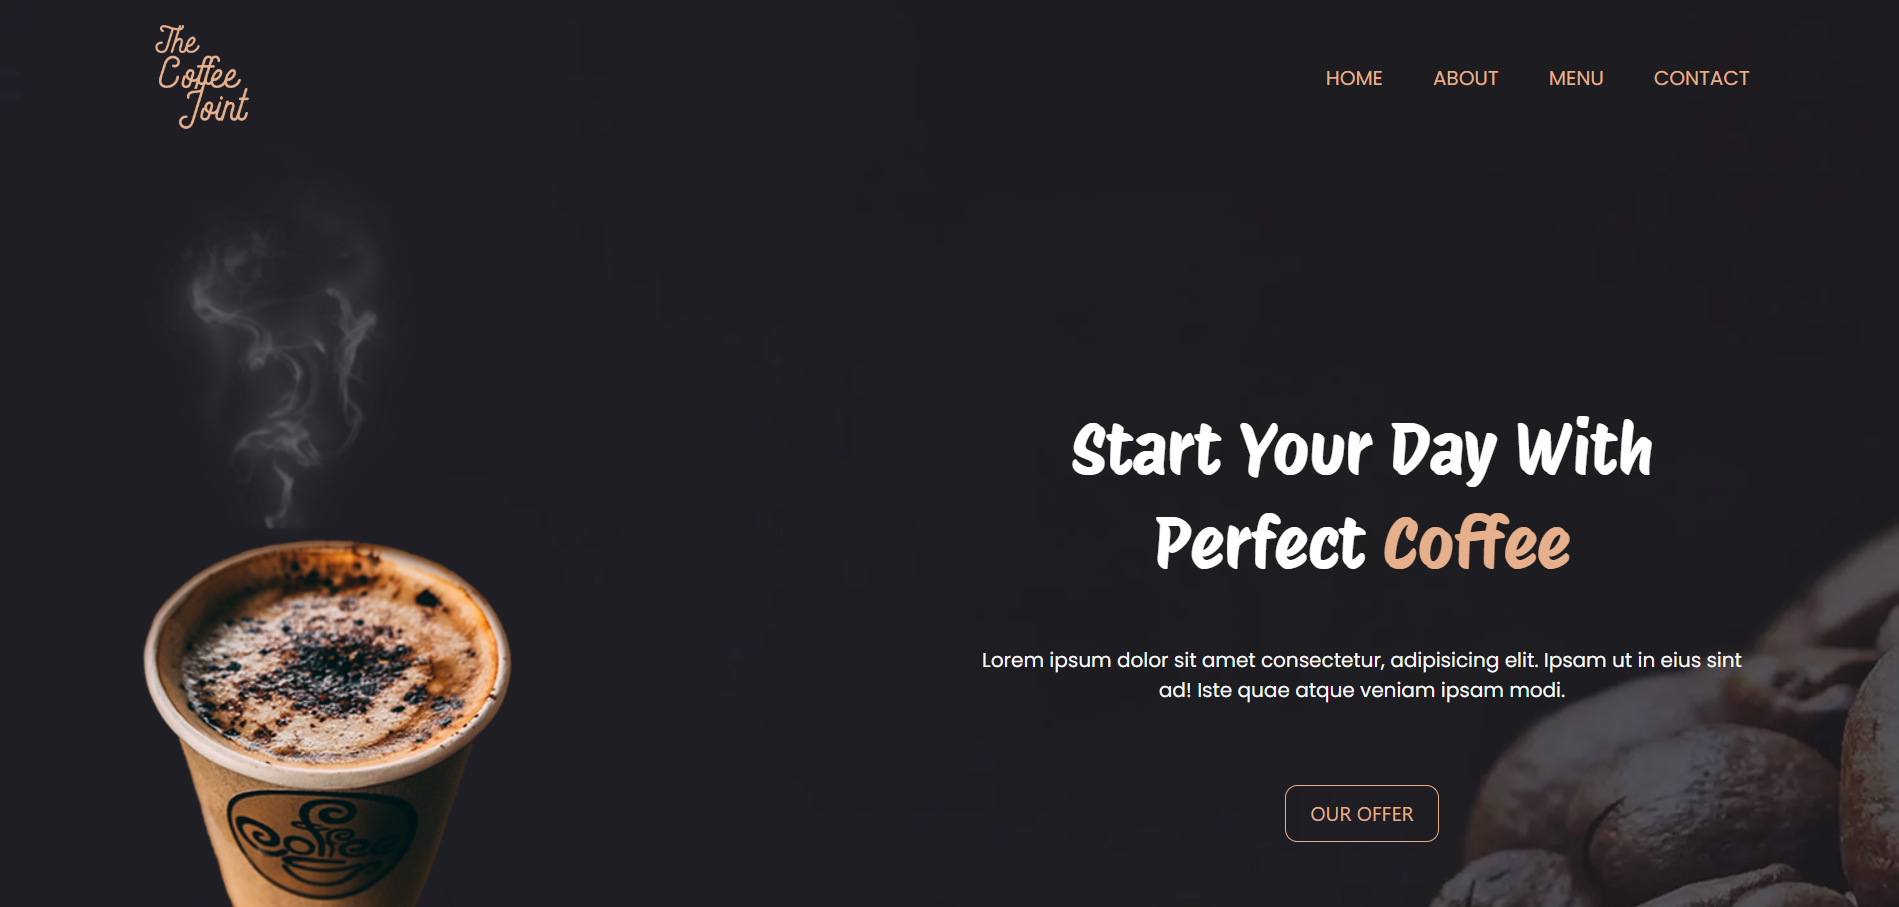 The
Coffee
Joint
HOME ABOUT MENU CONTACT
Start Your Day With
Perfect Coffee
Lorem ipsum dolor sit amet consectetur, adipisicing elit. Ipsam ut in eius sint
ad! Iste quae atque veniam ipsam modi.
OUR OFFER
Coffee